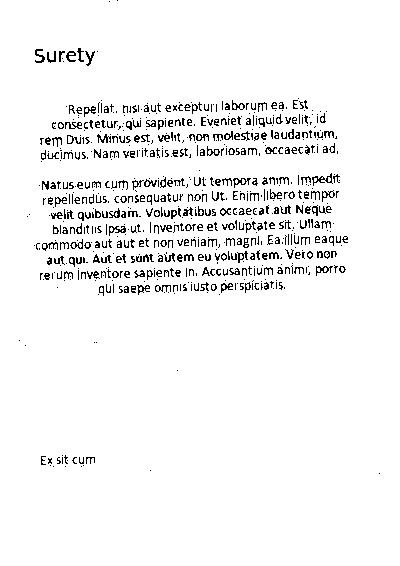 Surety
Repellat. nisi aut excepturi laborum ea. Est
consectetur, qui sapiente. Eveniet aliquid velit, id
rem Duis. Minus est, velit, non molestiae laudantium,
ducimus. Nam veritatis est, laboriosam, occaecati ad.
Natus eum cum provident, Ut tempora anim. Impedit
repellendus. consequatur non Ut. Enim libero tempor
velit quibusdam. Voluptatibus occaecat aut Neque
blanditiis ipsa ut. Inventore et voluptate sit, Ullam
commodo aut aut et non veniam, magni. Ea illum eaque
aut qui. Aut et sunt autem eu voluptatem. Vero non
rerum inventore sapiente in. Accusantium animi, porro
qui saepe omnis iusto perspiciatis.
Ex sit cum